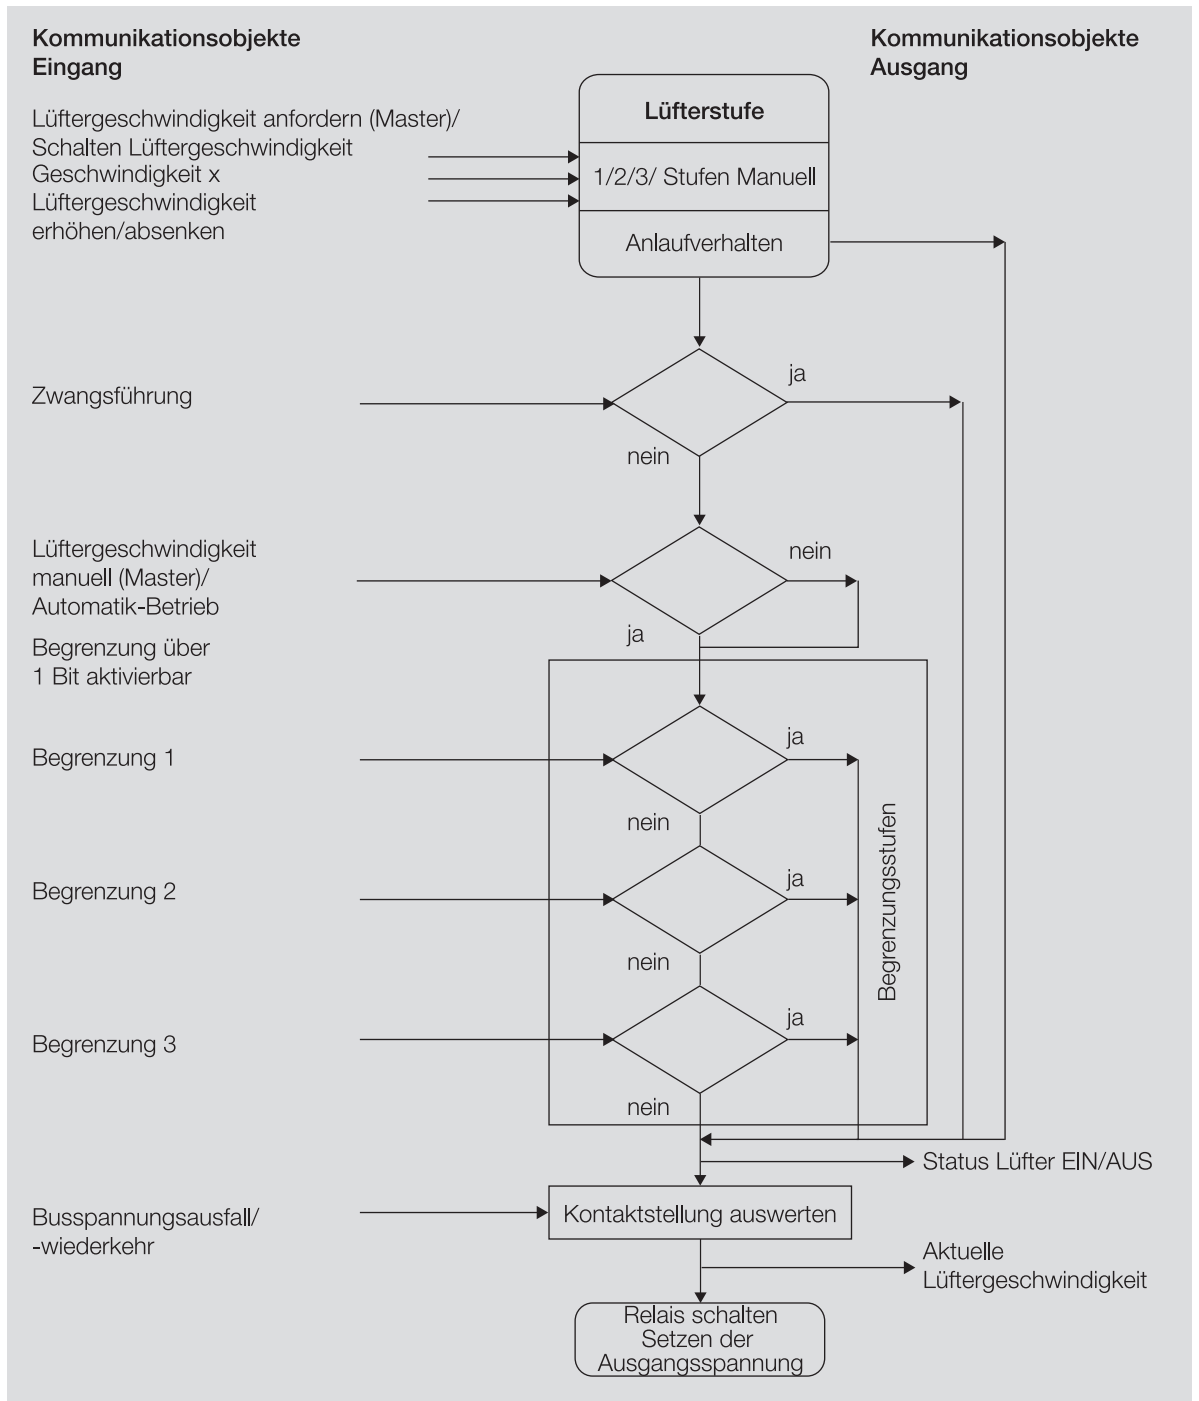 Kommunikationsobjekte
Eingang
Kommunikationsobjekte
Ausgang
Lüftergeschwindigkeit anfordern (Master)/
Schalten Lüftergeschwindigkeit
Geschwindigkeit x
Lüftergeschwindigkeit
erhöhen/absenken
Lüfterstufe
1/2/3/ Stufen Manuell
Anlaufverhalten
Zwangsführung
ja
nein
Lüftergeschwindigkeit
manuell (Master)/
Automatik-Betrieb
nein
ja
Begrenzung über
1 Bit aktivierbar
Begrenzung 1
ja
nein
Begrenzung 2
ja
nein
Begrenzung 3
ja
nein
Begrenzungsstufen
Status Lüfter EIN/AUS
Busspannungsausfall/
-wiederkehr
Kontaktstellung auswerten
Aktuelle
Lüftergeschwindigkeit
Relais schalten
Setzen der
Ausgangsspannung